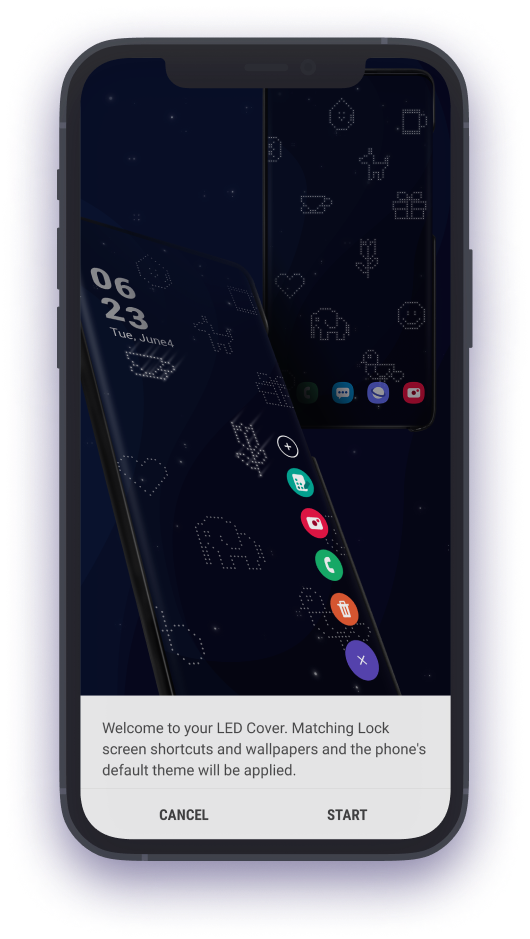 06
23
Tue, June4
Welcome to your LED Cover. Matching Lock
screen shortcuts and wallpapers and the phone's
default theme will be applied.
CANCEL
START